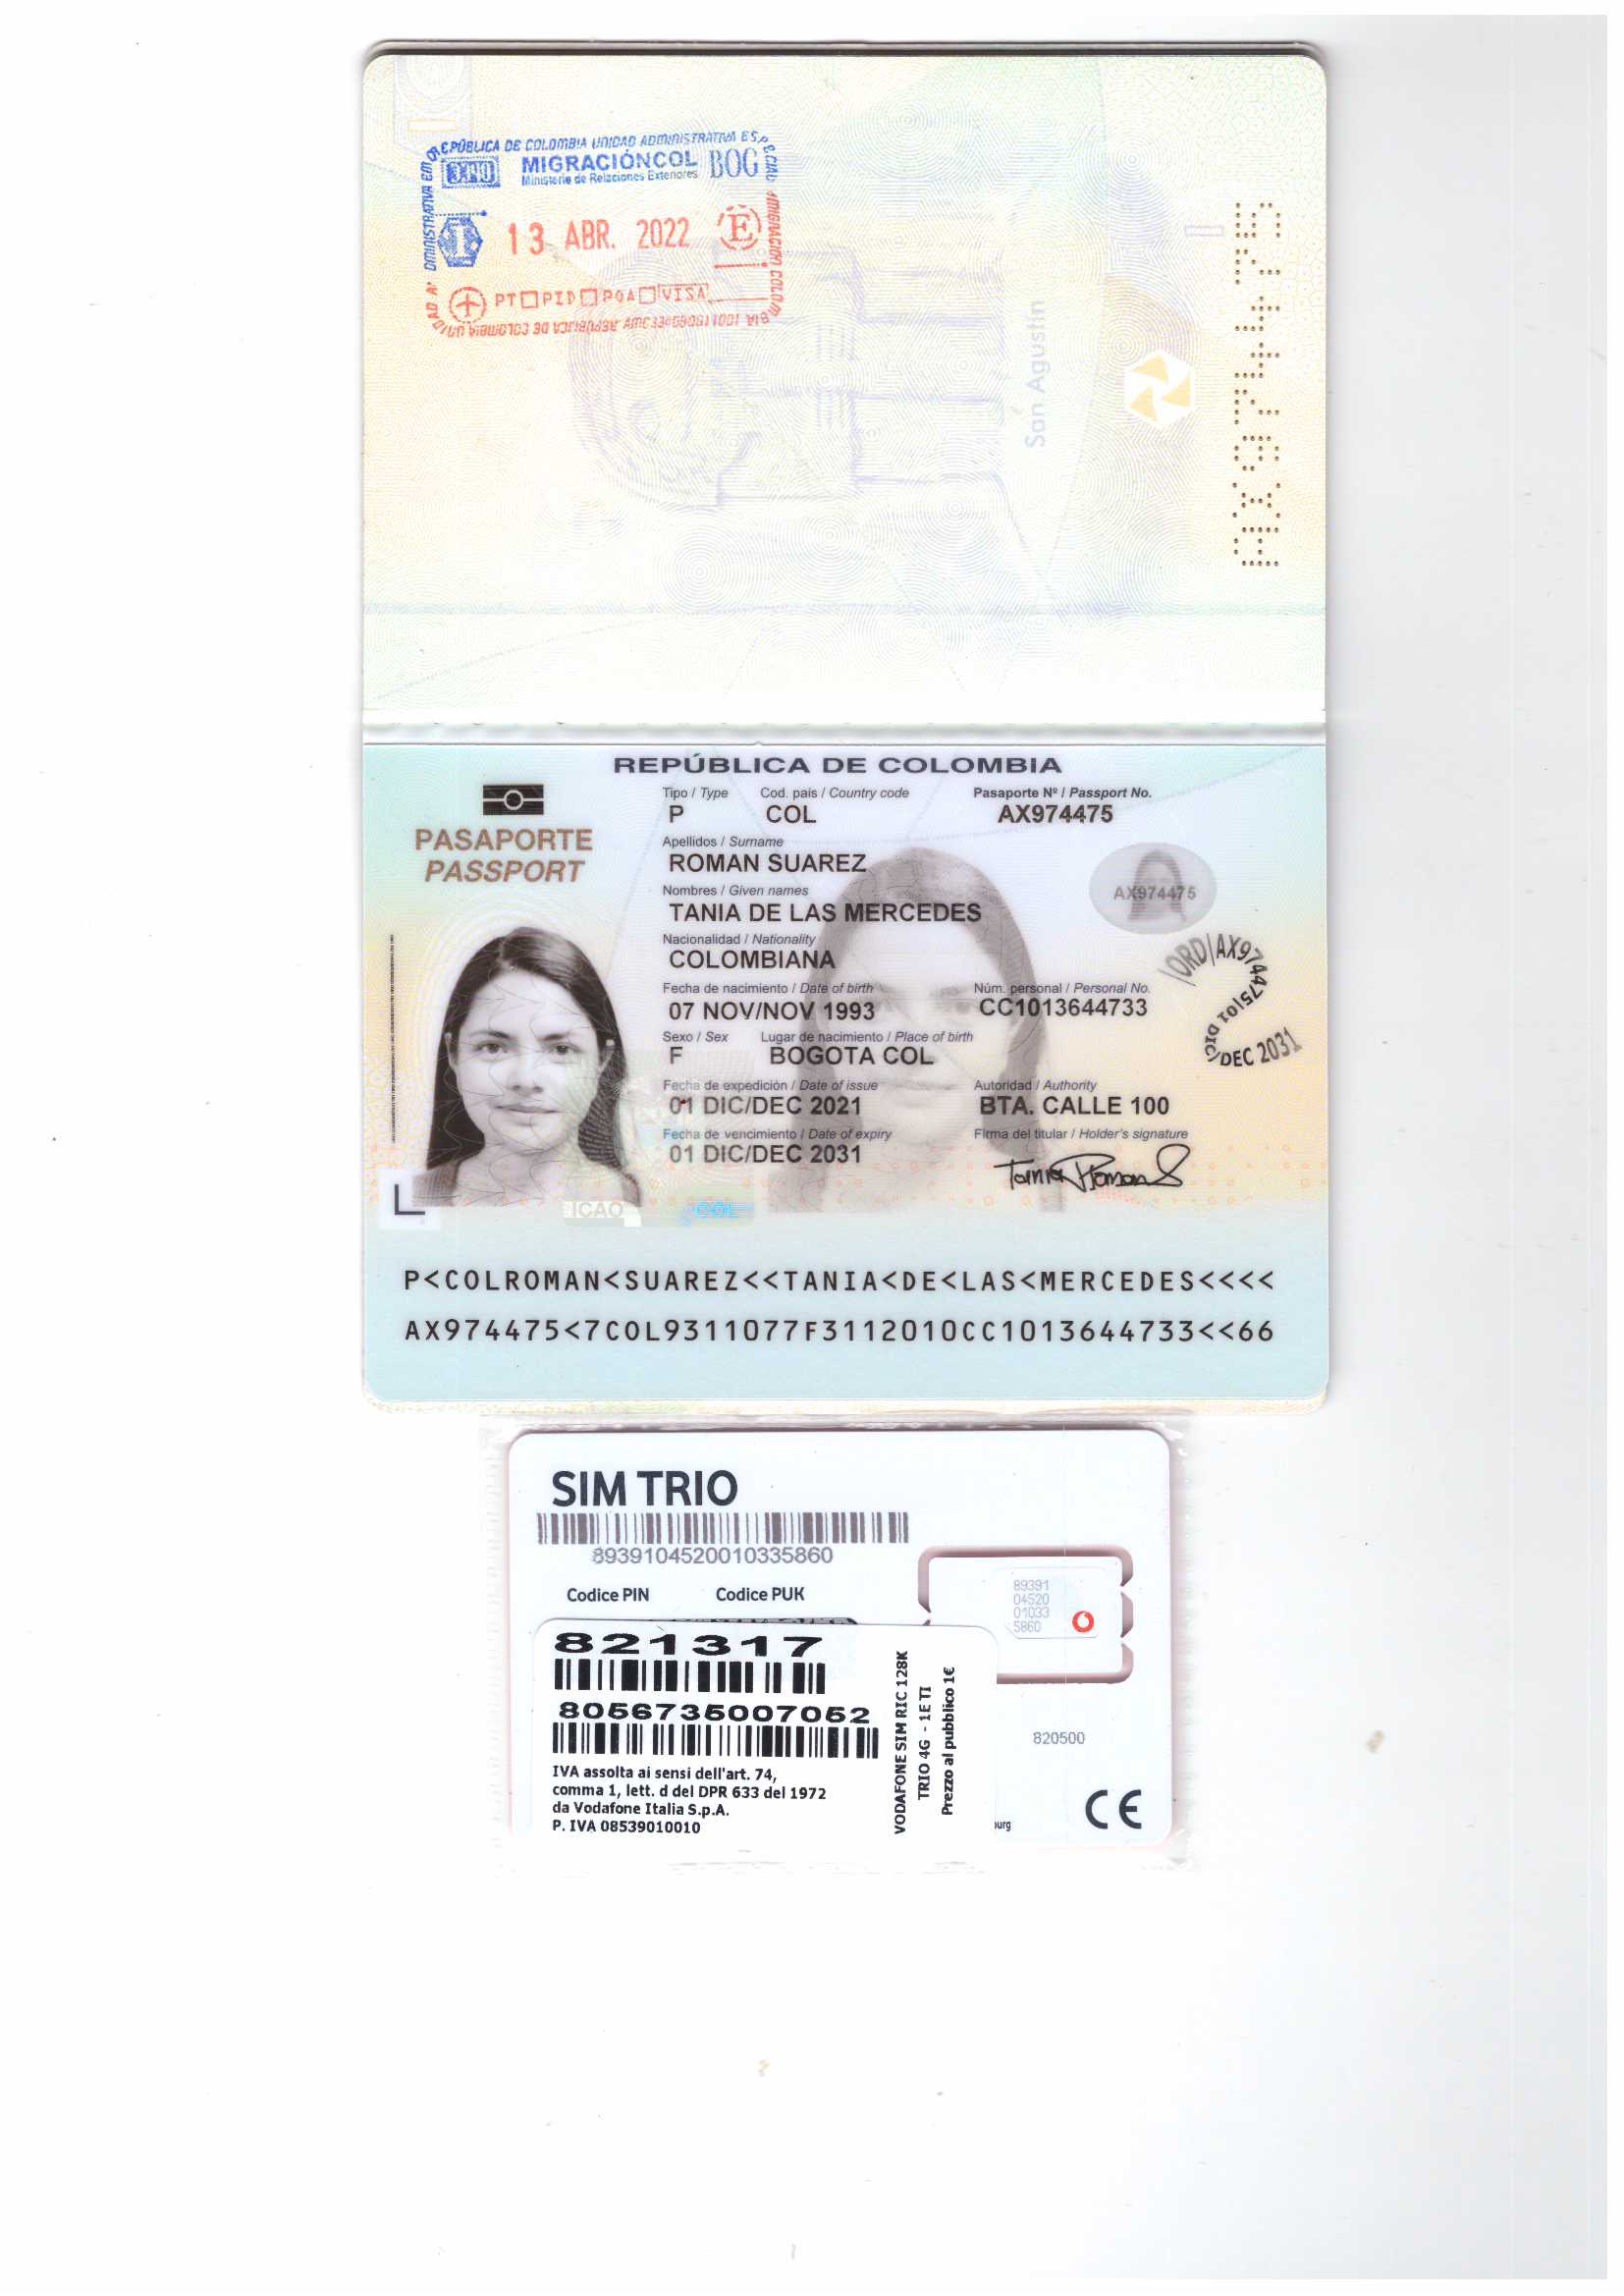 REPÚBLICA DE COLOMBIA UNIDAD ADMINISTRATIVA ESPECIAL
MIGRACIÓNCOL BOG
Ministerio de Relaciones Exteriores
13 ABR. 2022 E
PT PID POA VISA
San Agustín
AX974475
REPÚBLICA DE COLOMBIA
PASAPORTE
PASSPORT
Tipo / Type Cod. país / Country code Pasaporte Nº / Passport No.
P COL AX974475
Apellidos / Surname
ROMAN SUAREZ
Nombres / Given names
TANIA DE LAS MERCEDES
AX974475
Nacionalidad / Nationality
COLOMBIANA
Fecha de nacimiento / Date of birth Núm. personal / Personal No.
07 NOV/NOV 1993 CC1013644733
Sexo / Sex Lugar de nacimiento / Place of birth
F BOGOTA COL
/ORD/AX974475|01 DIC/DEC 2031
Fecha de expedición / Date of issue Autoridad / Authority
01 DIC/DEC 2021 BTA. CALLE 100
Fecha de vencimiento / Date of expiry Firma del titular / Holder's signature
01 DIC/DEC 2031 Tania Roman S
ICAO COL
P<COLROMAN<SUAREZ<<TANIA<DE<LAS<MERCEDES<<<<
AX974475<7COL9311077F3112010CC1013644733<<66
SIM TRIO
8939104520010335860
Codice PIN Codice PUK
89391
04520
01033
5860
821317
8056735007052
IVA assolta ai sensi dell'art. 74,
comma 1, lett. d del DPR 633 del 1972
da Vodafone Italia S.p.A.
P. IVA 08539010010
VODAFONE SIM RIC 128K
TRIO 4G - 1E TI
Prezzo al pubblico 1€
820500
CE